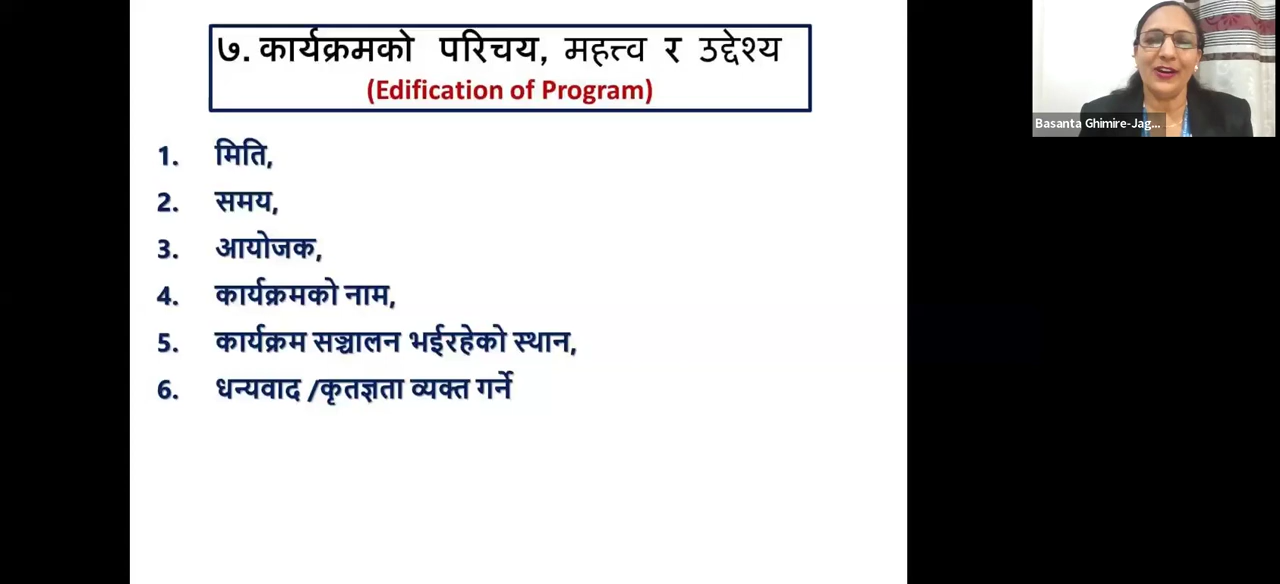 ७. कार्यक्रमको परिचय, महत्त्व र उद्देश्य
(Edification of Program)
1. मिति,
2. समय,
3. आयोजक,
4. कार्यक्रमको नाम,
5. कार्यक्रम सञ्चालन भईरहेको स्थान,
6. धन्यवाद /कृतज्ञता व्यक्त गर्ने
Basanta Ghimire-Jag...